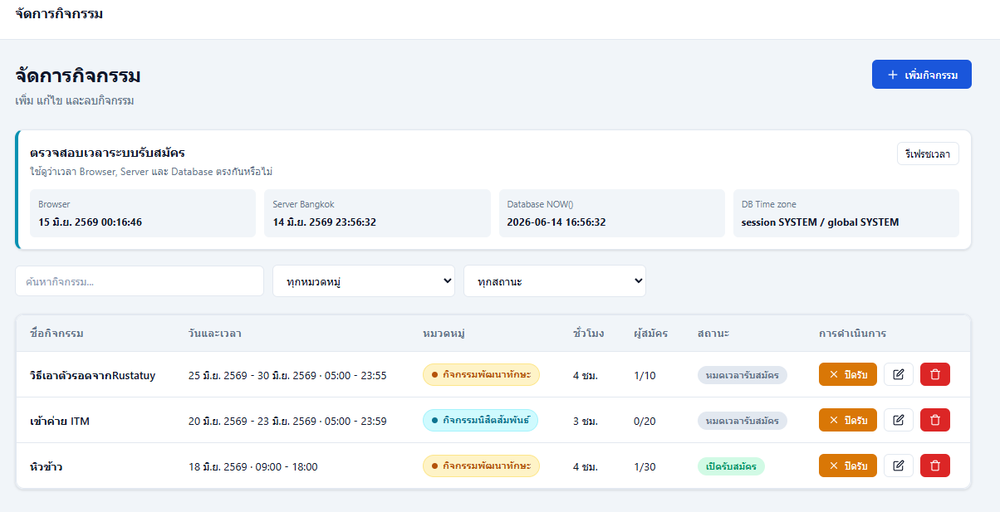 จัดการกิจกรรม
จัดการกิจกรรม
เพิ่มกิจกรรม
เพิ่ม แก้ไข และลบกิจกรรม
ตรวจสอบเวลาระบบรับสมัคร
รีเฟรชเวลา
ใช้ดูว่าเวลา Browser, Server และ Database ตรงกันหรือไม่
Browser
15 มิ.ย. 2569 00:16:46
Server Bangkok
14 มิ.ย. 2569 23:56:32
Database NOW()
2026-06-14 16:56:32
DB Time zone
session SYSTEM / global SYSTEM
ค้นหากิจกรรม...
ทุกหมวดหมู่
ทุกสถานะ
ชื่อกิจกรรม วันและเวลา หมวดหมู่ ชั่วโมง ผู้สมัคร สถานะ การดำเนินการ
วิธีเอาตัวรอดจากRustatuy 25 มิ.ย. 2569 - 30 มิ.ย. 2569 · 05:00 - 23:55 กิจกรรมพัฒนาทักษะ 4 ชม. 1/10 หมดเวลารับสมัคร ปิดรับ
เข้าค่าย ITM 20 มิ.ย. 2569 - 23 มิ.ย. 2569 · 05:00 - 23:59 กิจกรรมนิสิตสัมพันธ์ 3 ชม. 0/20 หมดเวลารับสมัคร ปิดรับ
หิวข้าว 18 มิ.ย. 2569 · 09:00 - 18:00 กิจกรรมพัฒนาทักษะ 4 ชม. 1/30 เปิดรับสมัคร ปิดรับ